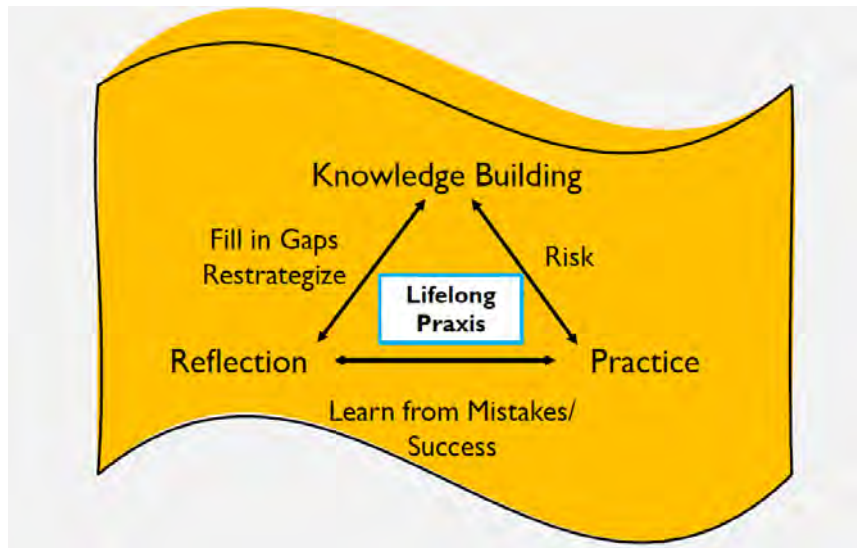 Knowledge Building
Fill in Gaps
Restrategize
Risk
Lifelong
Praxis
Reflection
Practice
Learn from Mistakes/
Success